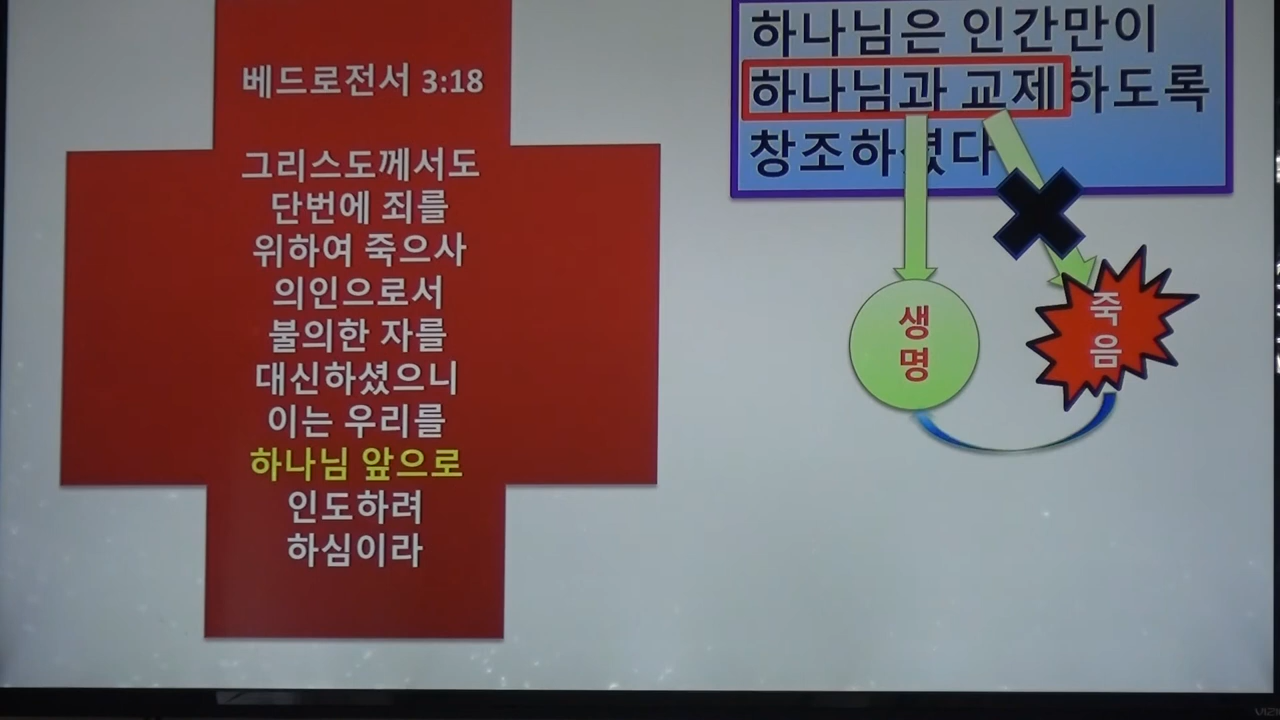 베드로전서 3:18
그리스도께서도
단번에 죄를
위하여 죽으사
의인으로서
불의한 자를
대신하셨으니
이는 우리를
하나님 앞으로
인도하려
하심이라
하나님은 인간만이
하나님과 교제하도록
창조하셨다
생
명
죽
음